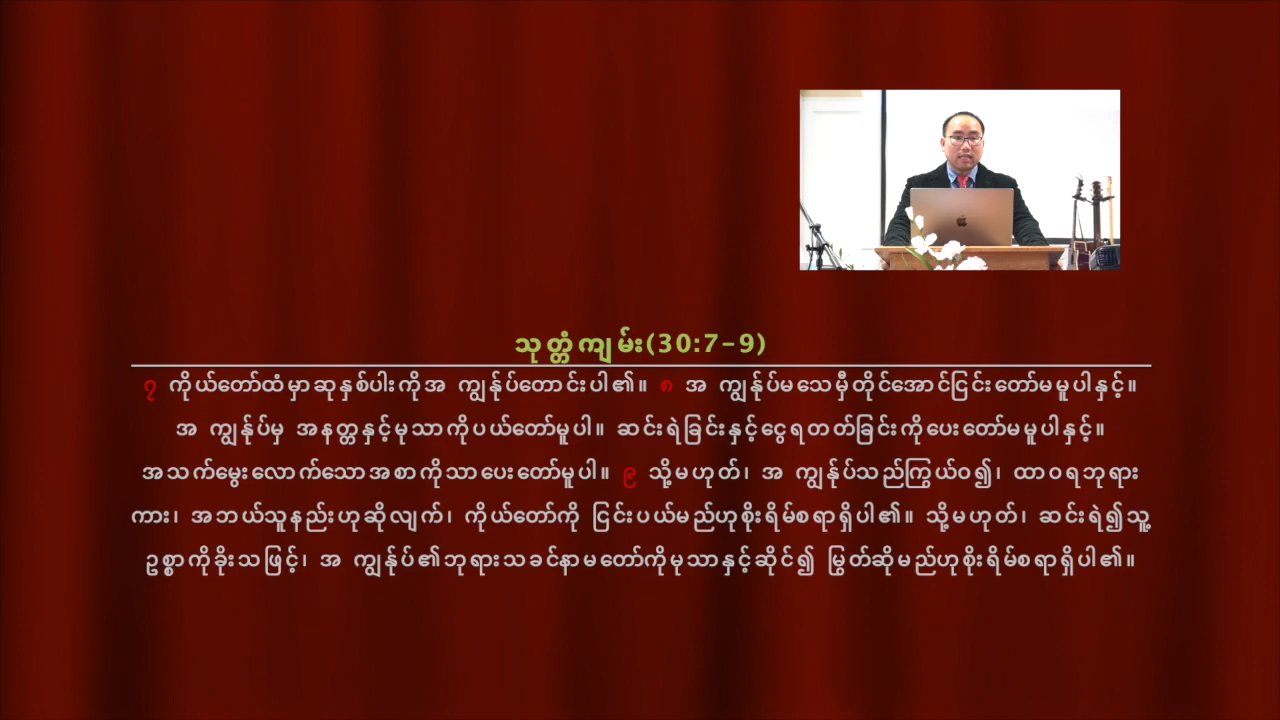 သုတ္တံကျမ်း(30:7-9)
၇ ကိုယ်တော်ထံမှာဆုနှစ်ပါးကိုအ ကျွန်ုပ်တောင်းပါ၏။ ၈ အ ကျွန်ုပ်မသေမှီတိုင်အောင်ငြင်းတော်မမူပါနှင့်။
အ ကျွန်ုပ်မှ အနတ္တနှင့်မုသာကိုပယ်တော်မူပါ။ ဆင်းရဲခြင်းနှင့်ငွေရတတ်ခြင်းကိုပေးတော်မမူပါနှင့်။
အသက်မွေးလောက်သောအစာကိုသာပေးတော်မူပါ။ ၉ သို့မဟုတ်၊ အ ကျွန်ုပ်သည်ကြွယ်ဝ၍၊ ထာဝရဘုရား
ကား၊ အဘယ်သူနည်းဟုဆိုလျက်၊ ကိုယ်တော်ကို ငြင်းပယ်မည်ဟုစိုးရိမ်စရာရှိပါ၏။ သို့မဟုတ်၊ ဆင်းရဲ၍သူ့
ဥစ္စာကိုခိုးသဖြင့်၊ အ ကျွန်ုပ်၏ဘုရားသခင်နာမတော်ကိုမုသာနှင့်ဆိုင်၍ မြွတ်ဆိုမည်ဟုစိုးရိမ်စရာရှိပါ၏။